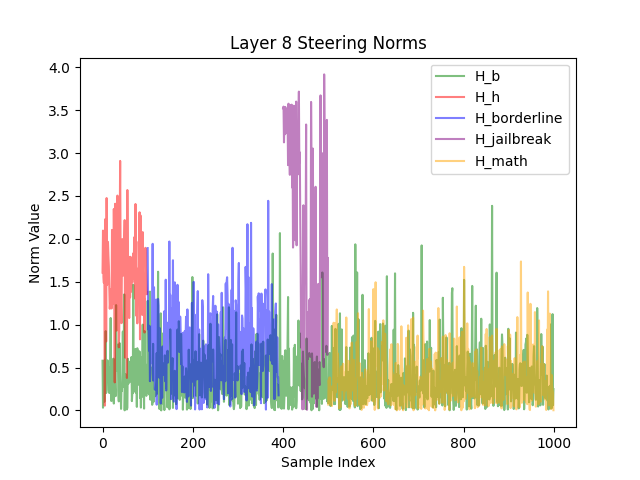 Layer 8 Steering Norms
Norm Value
4.0
3.5
3.0
2.5
2.0
1.5
1.0
0.5
0.0
H_b
H_h
H_borderline
H_jailbreak
H_math
0
200
400
600
800
1000
Sample Index